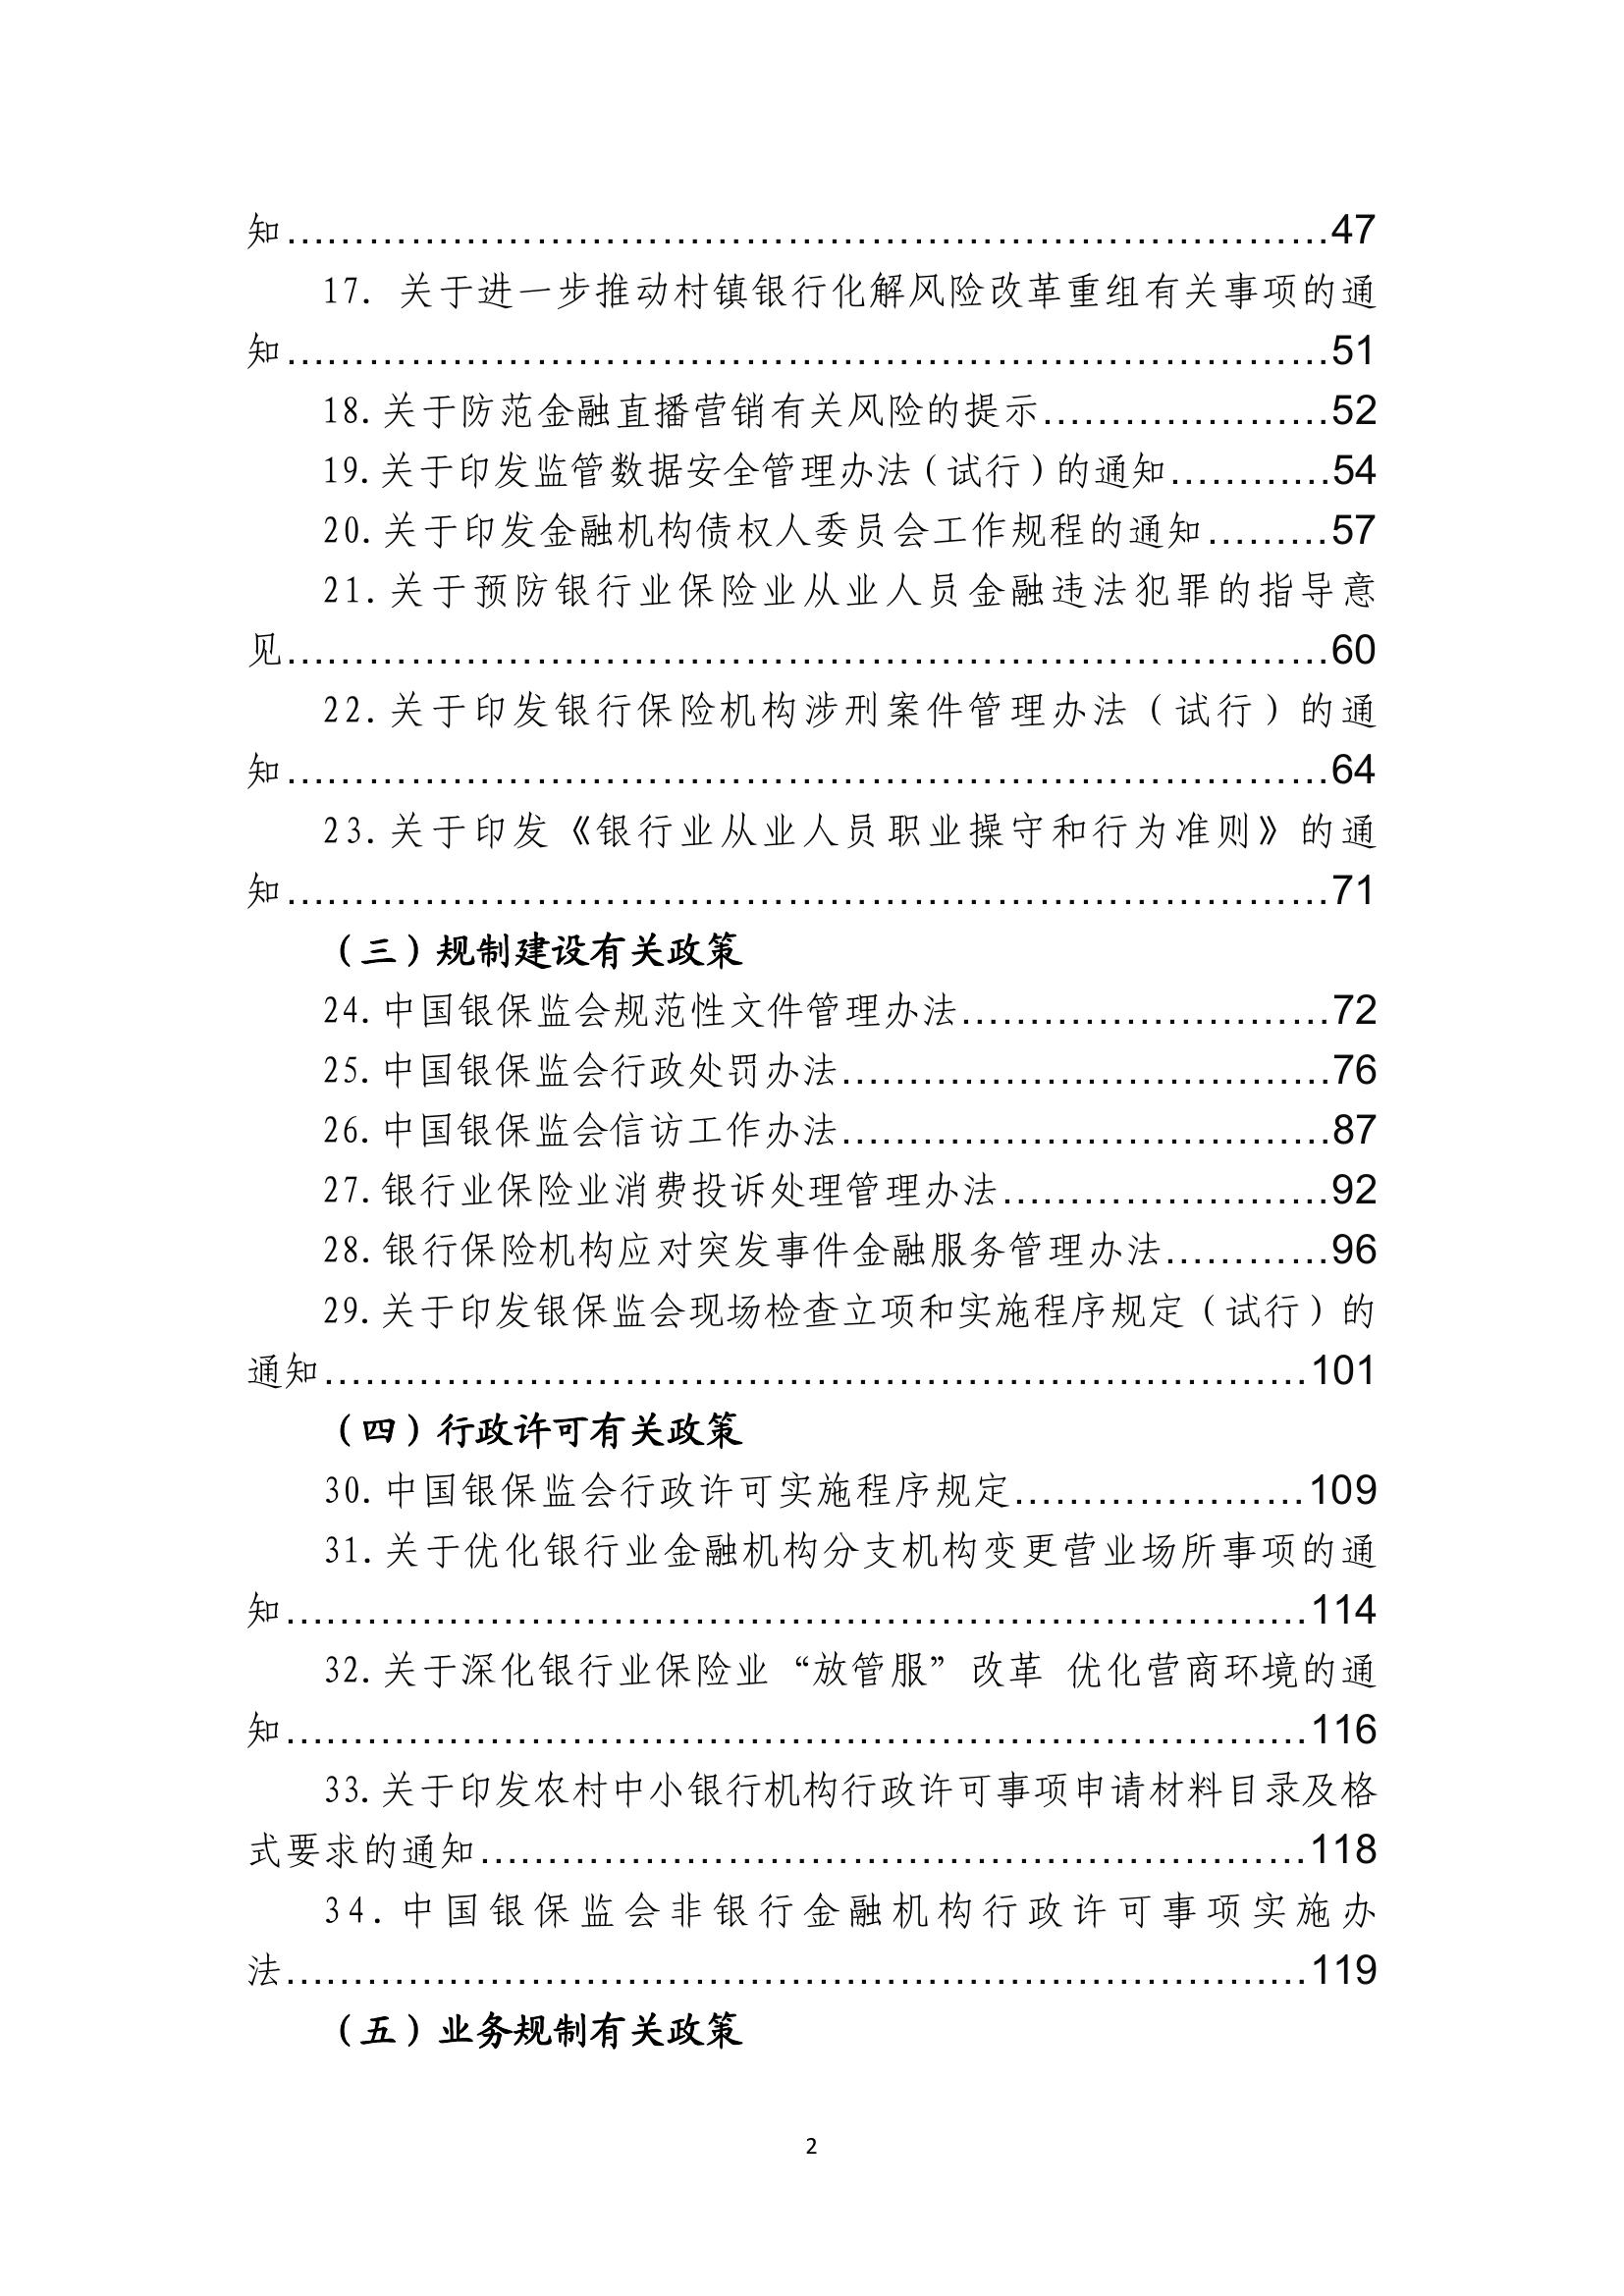 知……………………………………………………………………47
17. 关于进一步推动村镇银行化解风险改革重组有关事项的通
知……………………………………………………………………51
18.关于防范金融直播营销有关风险的提示…………………52
19.关于印发监管数据安全管理办法（试行）的通知…………54
20.关于印发金融机构债权人委员会工作规程的通知………57
21.关于预防银行业保险业从业人员金融违法犯罪的指导意
见……………………………………………………………………60
22.关于印发银行保险机构涉刑案件管理办法（试行）的通
知……………………………………………………………………64
23.关于印发《银行业从业人员职业操守和行为准则》的通
知……………………………………………………………………71
（三）规制建设有关政策
24.中国银保监会规范性文件管理办法………………………72
25.中国银保监会行政处罚办法………………………………76
26.中国银保监会信访工作办法………………………………87
27.银行业保险业消费投诉处理管理办法……………………92
28.银行保险机构应对突发事件金融服务管理办法…………96
29.关于印发银保监会现场检查立项和实施程序规定（试行）的
通知………………………………………………………………101
（四）行政许可有关政策
30.中国银保监会行政许可实施程序规定…………………109
31.关于优化银行业金融机构分支机构变更营业场所事项的通
知…………………………………………………………………114
32.关于深化银行业保险业“放管服”改革 优化营商环境的通
知…………………………………………………………………116
33.关于印发农村中小银行机构行政许可事项申请材料目录及格
式要求的通知……………………………………………………118
34.中国银保监会非银行金融机构行政许可事项实施办
法…………………………………………………………………119
（五）业务规制有关政策
2